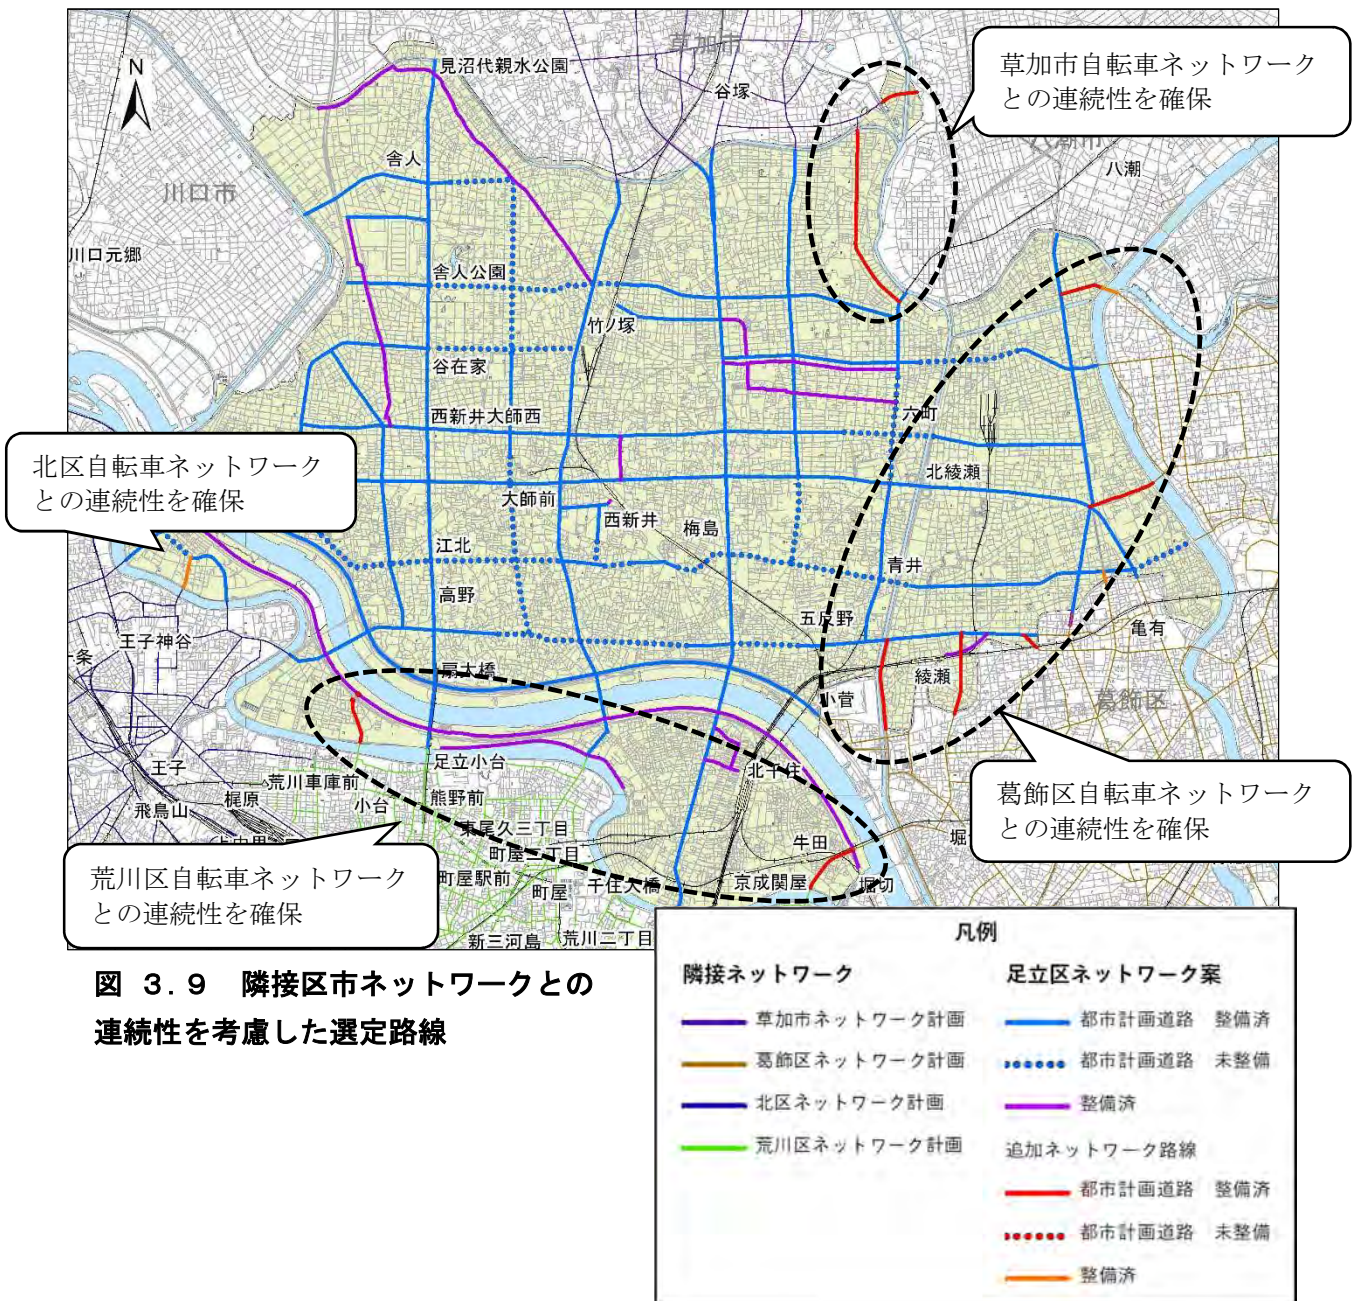 草加市
見沼代親水公園
谷塚
草加市自転車ネットワーク
との連続性を確保
N
八潮市
八潮
舎人
川口市
川口元郷
舎人公園
竹ノ塚
谷在家
六町
西新井大師西
北区自転車ネットワーク
との連続性を確保
北綾瀬
大師前
西新井
梅島
江北
青井
高野
五反野
王子神谷
亀有
条
扇大橋
綾瀬
小菅
葛飾区
足立小台
北千住
王子
荒川車庫前
葛飾区自転車ネットワーク
との連続性を確保
飛鳥山
梶原
小台
熊野前
東尾久三丁目
牛田
堀
町屋二丁目
荒川区自転車ネットワーク
との連続性を確保
町屋駅前
町屋
千住大橋
京成関屋
堀切
新三河島
荒川二丁目
凡例
隣接ネットワーク
草加市ネットワーク計画
葛飾区ネットワーク計画
北区ネットワーク計画
荒川区ネットワーク計画
足立区ネットワーク案
都市計画道路 整備済
都市計画道路 未整備
整備済
追加ネットワーク路線
都市計画道路 整備済
都市計画道路 未整備
整備済
図 3.9 隣接区市ネットワークとの
連続性を考慮した選定路線